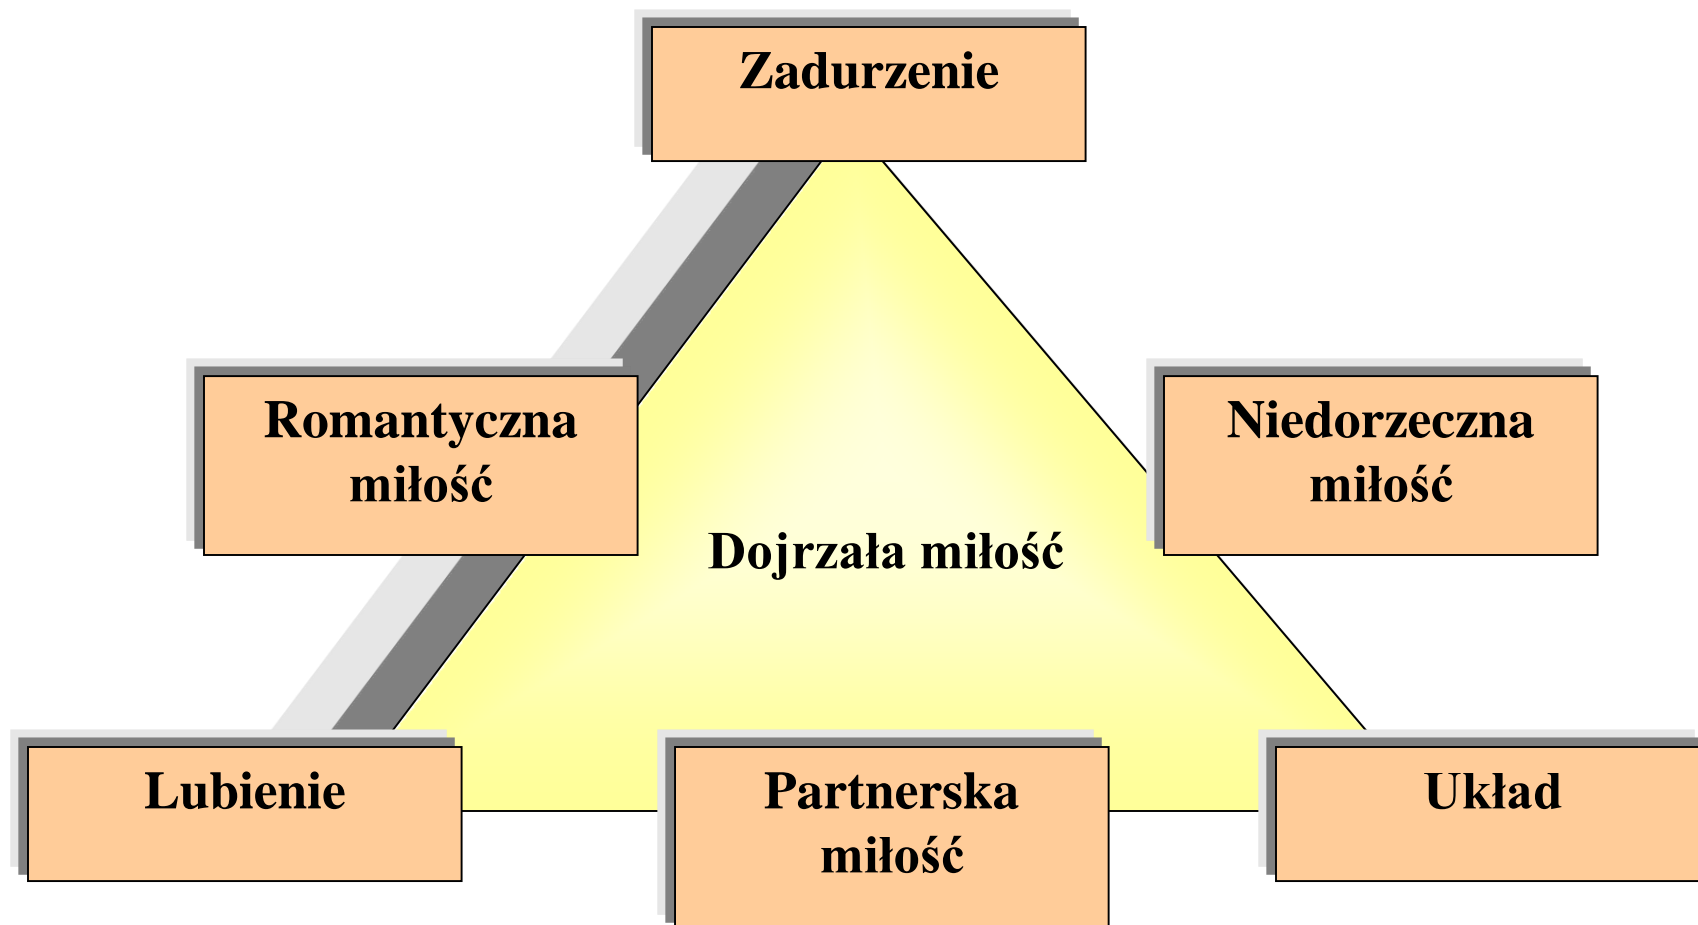 Zadurzenie
Romantyczna
miłość
Niedorzeczna
miłość
Dojrzała miłość
Lubienie
Partnerska
miłość
Układ